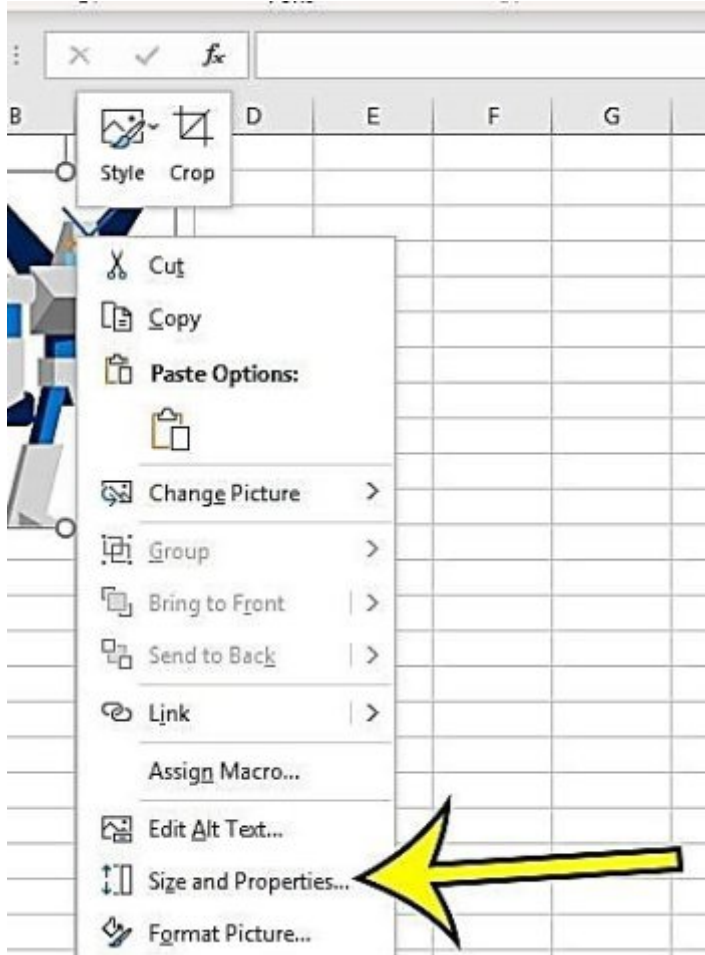 fx
B D E F G
Style Crop
Cut
Copy
Paste Options:
Change Picture
Group
Bring to Front
Send to Back
Link
Assign Macro...
Edit Alt Text...
Size and Properties...
Format Picture...